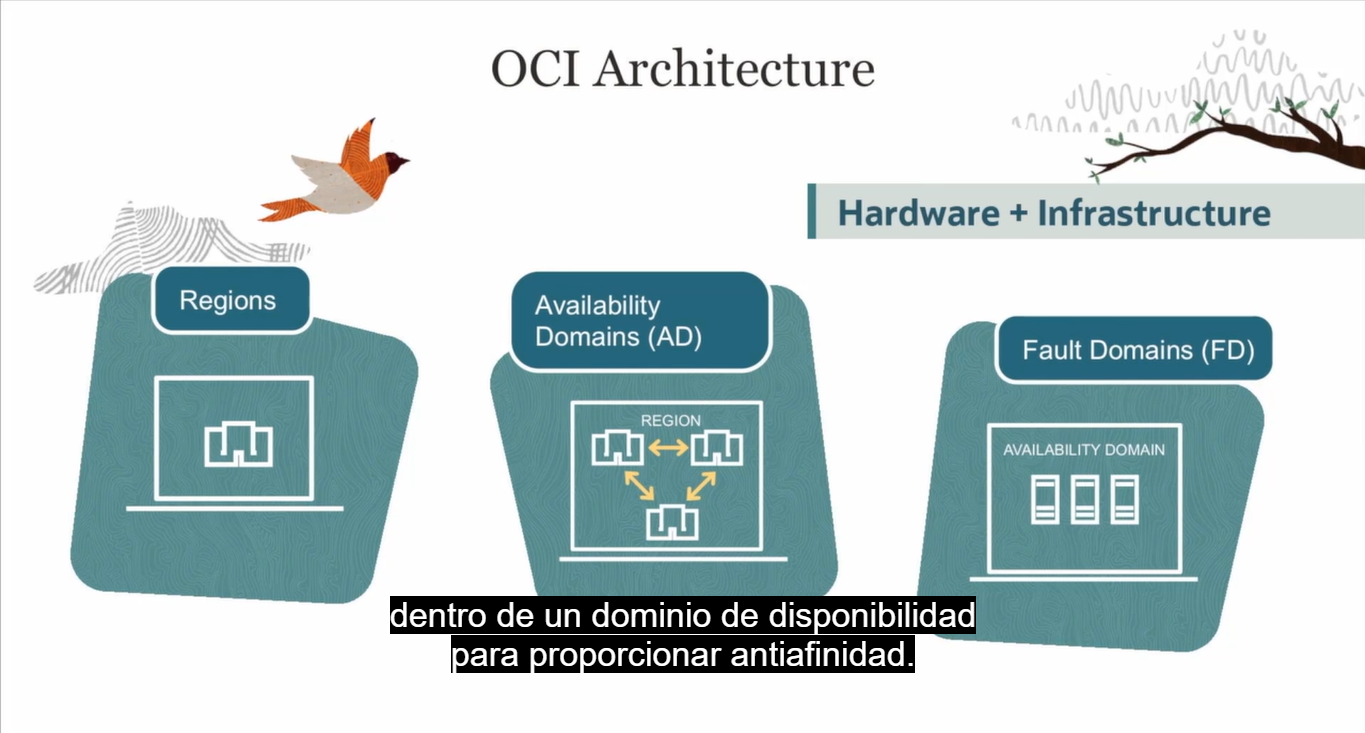 OCI Architecture
Hardware + Infrastructure
Regions
Availability
Domains (AD)
REGION
Fault Domains (FD)
AVAILABILITY DOMAIN
dentro de un dominio de disponibilidad
para proporcionar antiafinidad.